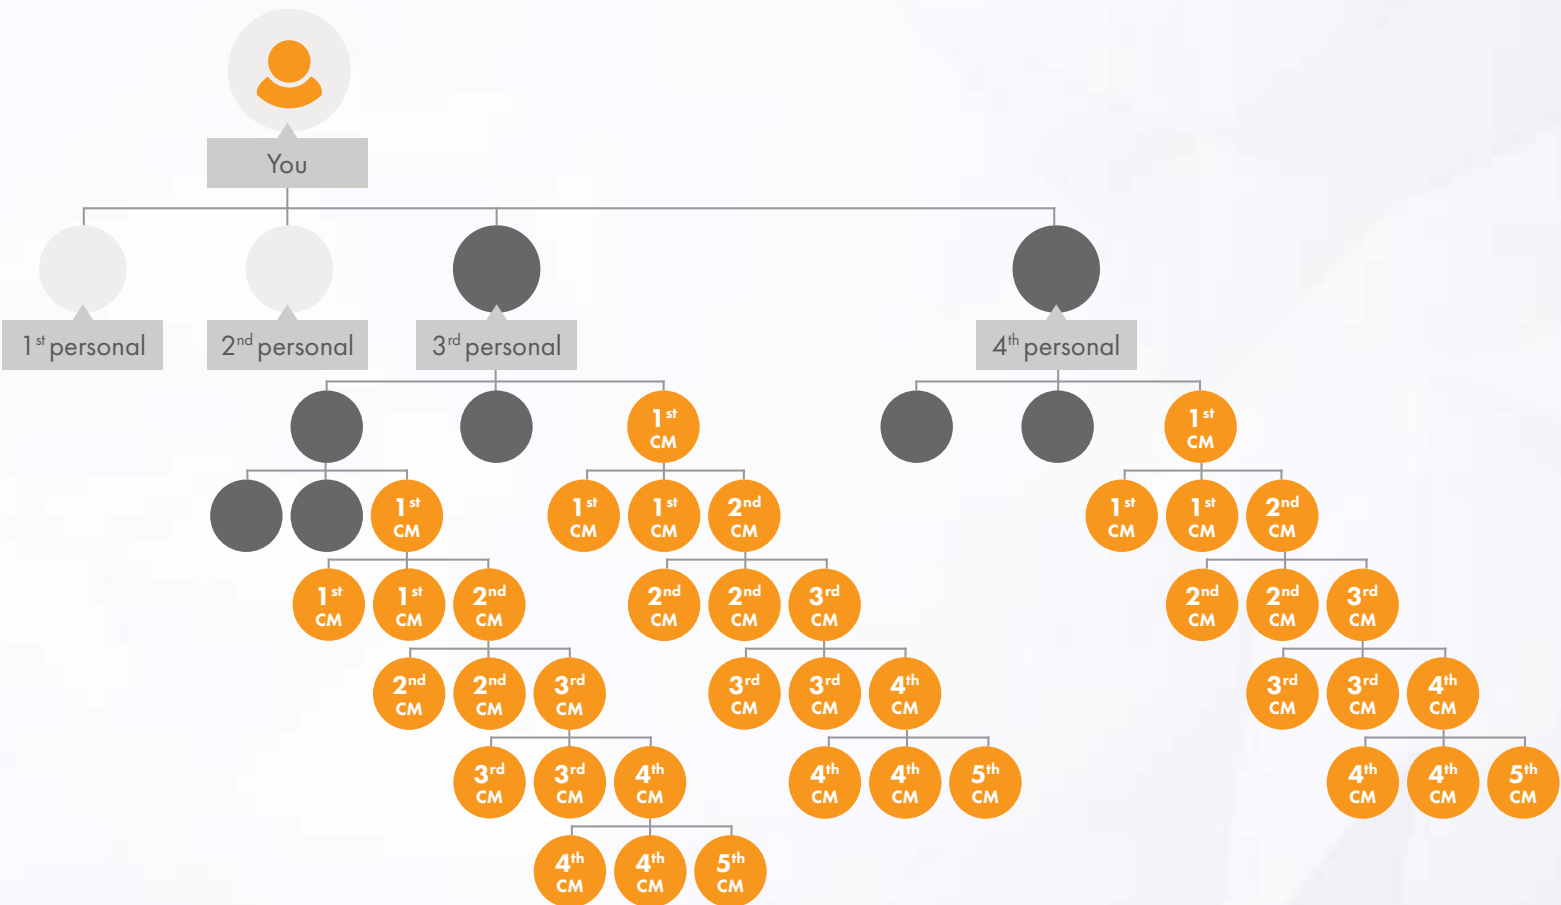 You
1st personal
2nd personal
3rd personal
4th personal
1st
CM
1st
CM
1st
CM
1st
CM
1st
CM
2nd
CM
1st
CM
1st
CM
2nd
CM
1st
CM
1st
CM
2nd
CM
2nd
CM
2nd
CM
3rd
CM
2nd
CM
2nd
CM
3rd
CM
2nd
CM
2nd
CM
3rd
CM
3rd
CM
3rd
CM
4th
CM
3rd
CM
3rd
CM
4th
CM
3rd
CM
3rd
CM
4th
CM
4th
CM
4th
CM
5th
CM
4th
CM
4th
CM
5th
CM
4th
CM
4th
CM
5th
CM